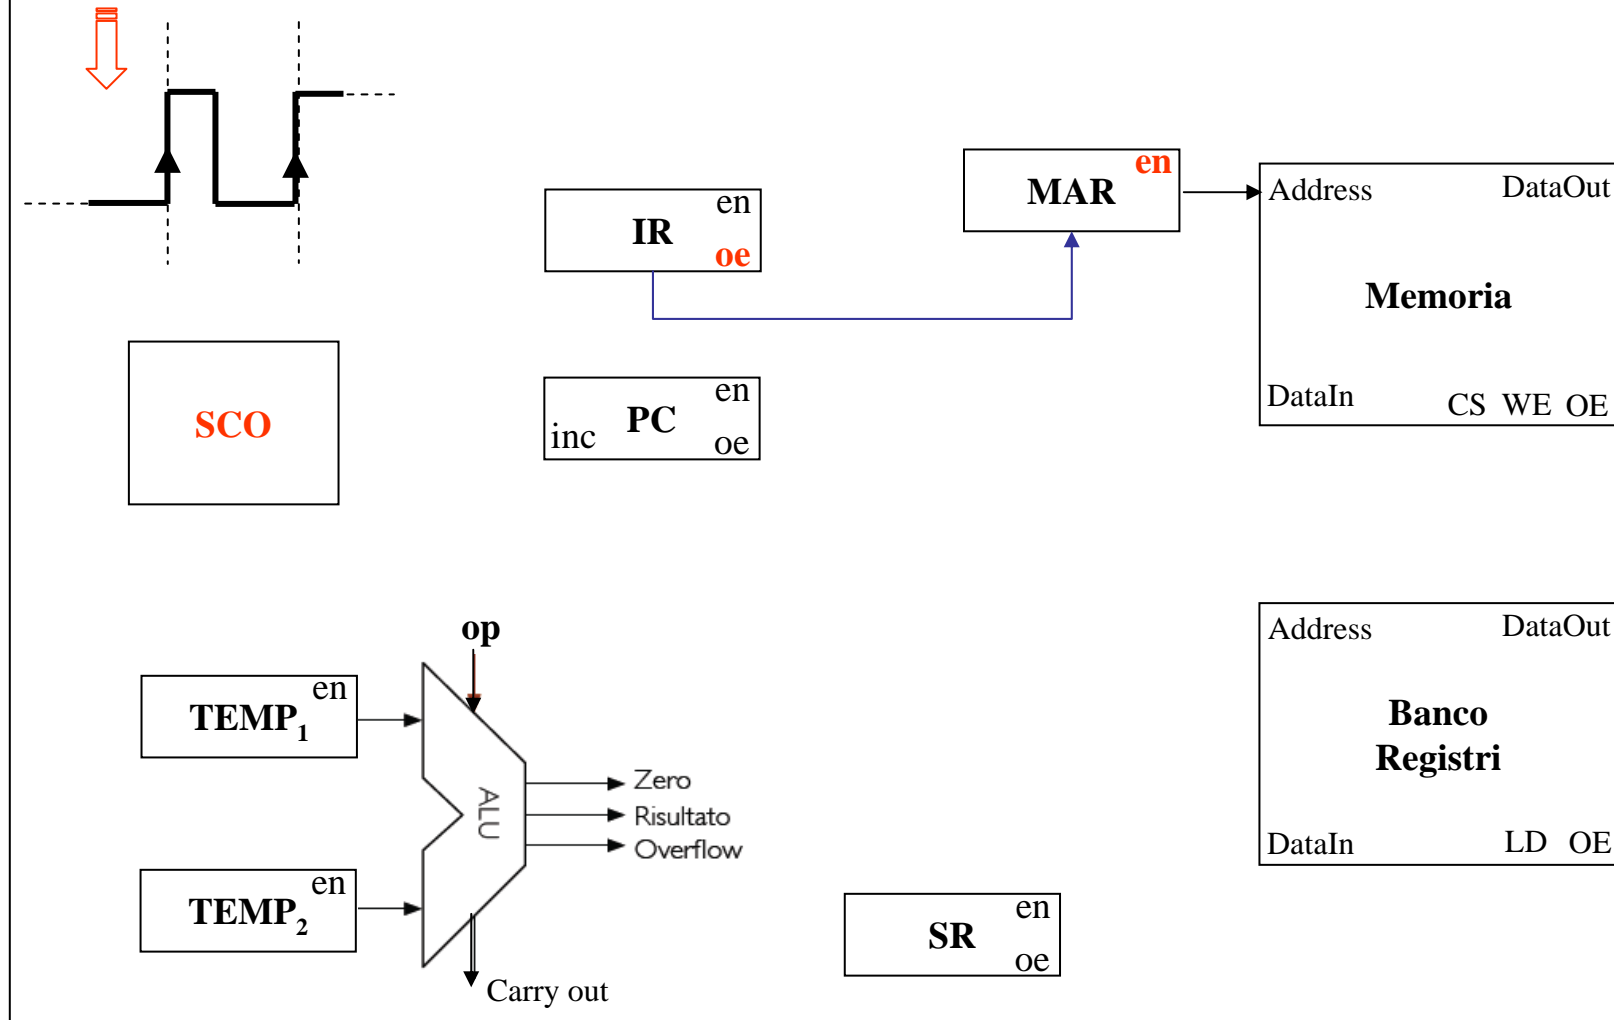 en
MAR
Address DataOut
en
IR
oe
Memoria
en
DataIn CS WE OE
SCO
PC
inc oe
op
Address DataOut
en
TEMP1
Banco
Registri
Zero
ALU
Risultato
Overflow
DataIn LD OE
en
TEMP2
en
SR
oe
Carry out